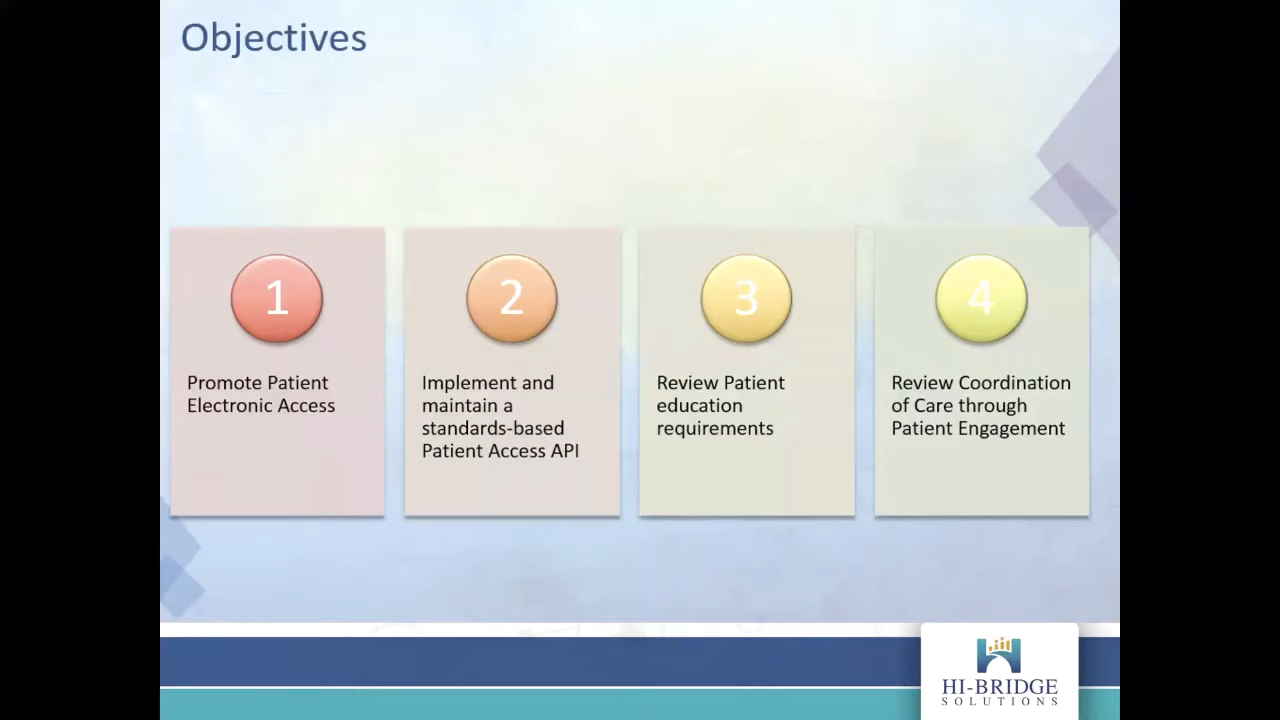 Objectives
1
Promote Patient
Electronic Access
2
Implement and
maintain a
standards-based
Patient Access API
3
Review Patient
education
requirements
4
Review Coordination
of Care through
Patient Engagement
HI-BRIDGE
SOLUTIONS